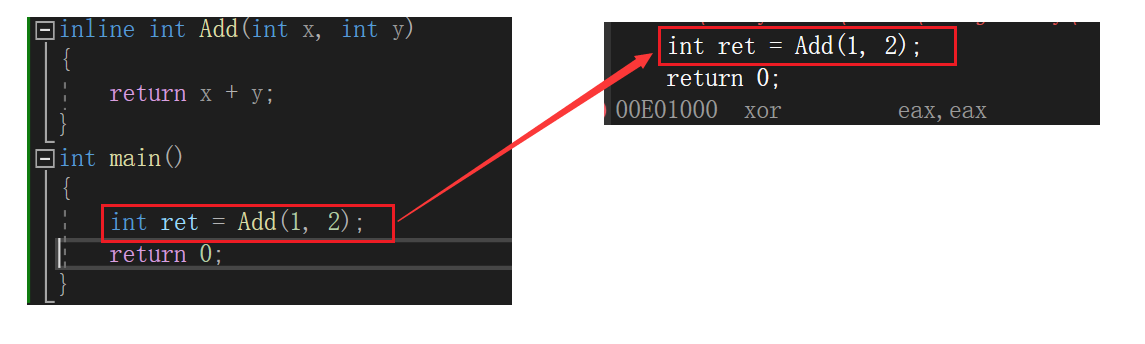 inline int Add(int x, int y)
{
return x + y;
}
int main()
{
int ret = Add(1, 2);
return 0;
}
int ret = Add(1, 2);
return 0;
00E01000 xor eax,eax